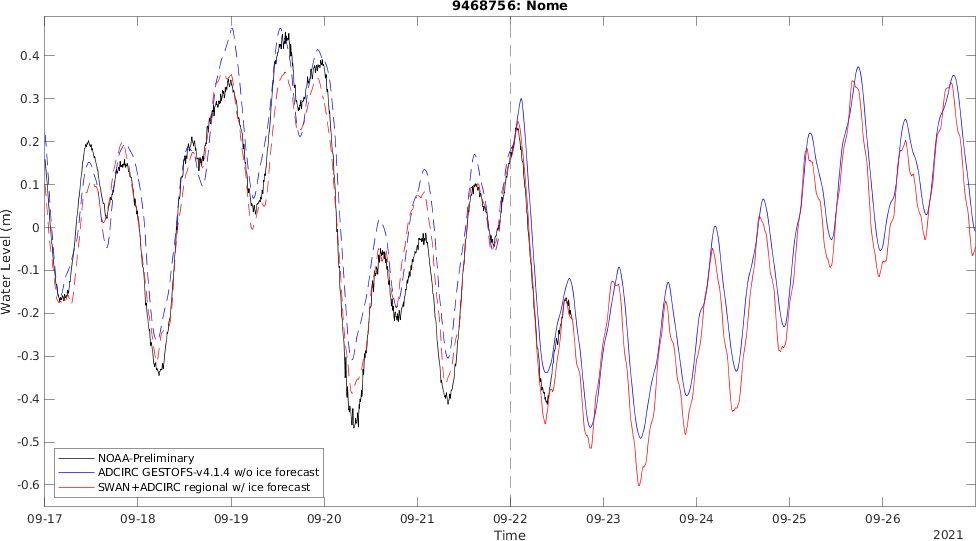 9468756: Nome
0.4
0.3
0.2
0.1
0
-0.1
-0.2
-0.3
-0.4
-0.5
-0.6
Water Level (m)
NOAA-Preliminary
ADCIRC GESTOFS-v4.1.4 w/o ice forecast
SWAN+ADCIRC regional w/ ice forecast
09-17 09-18 09-19 09-20 09-21 09-22 09-23 09-24 09-25 09-26
Time
2021